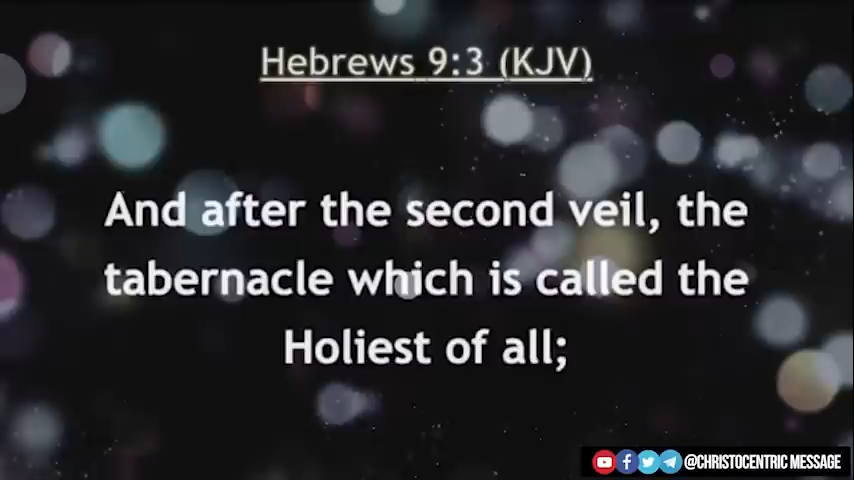 Hebrews 9:3 (KJV)
And after the second veil, the
tabernacle which is called the
Holiest of all;
@CHRISTOCENTRIC MESSAGE